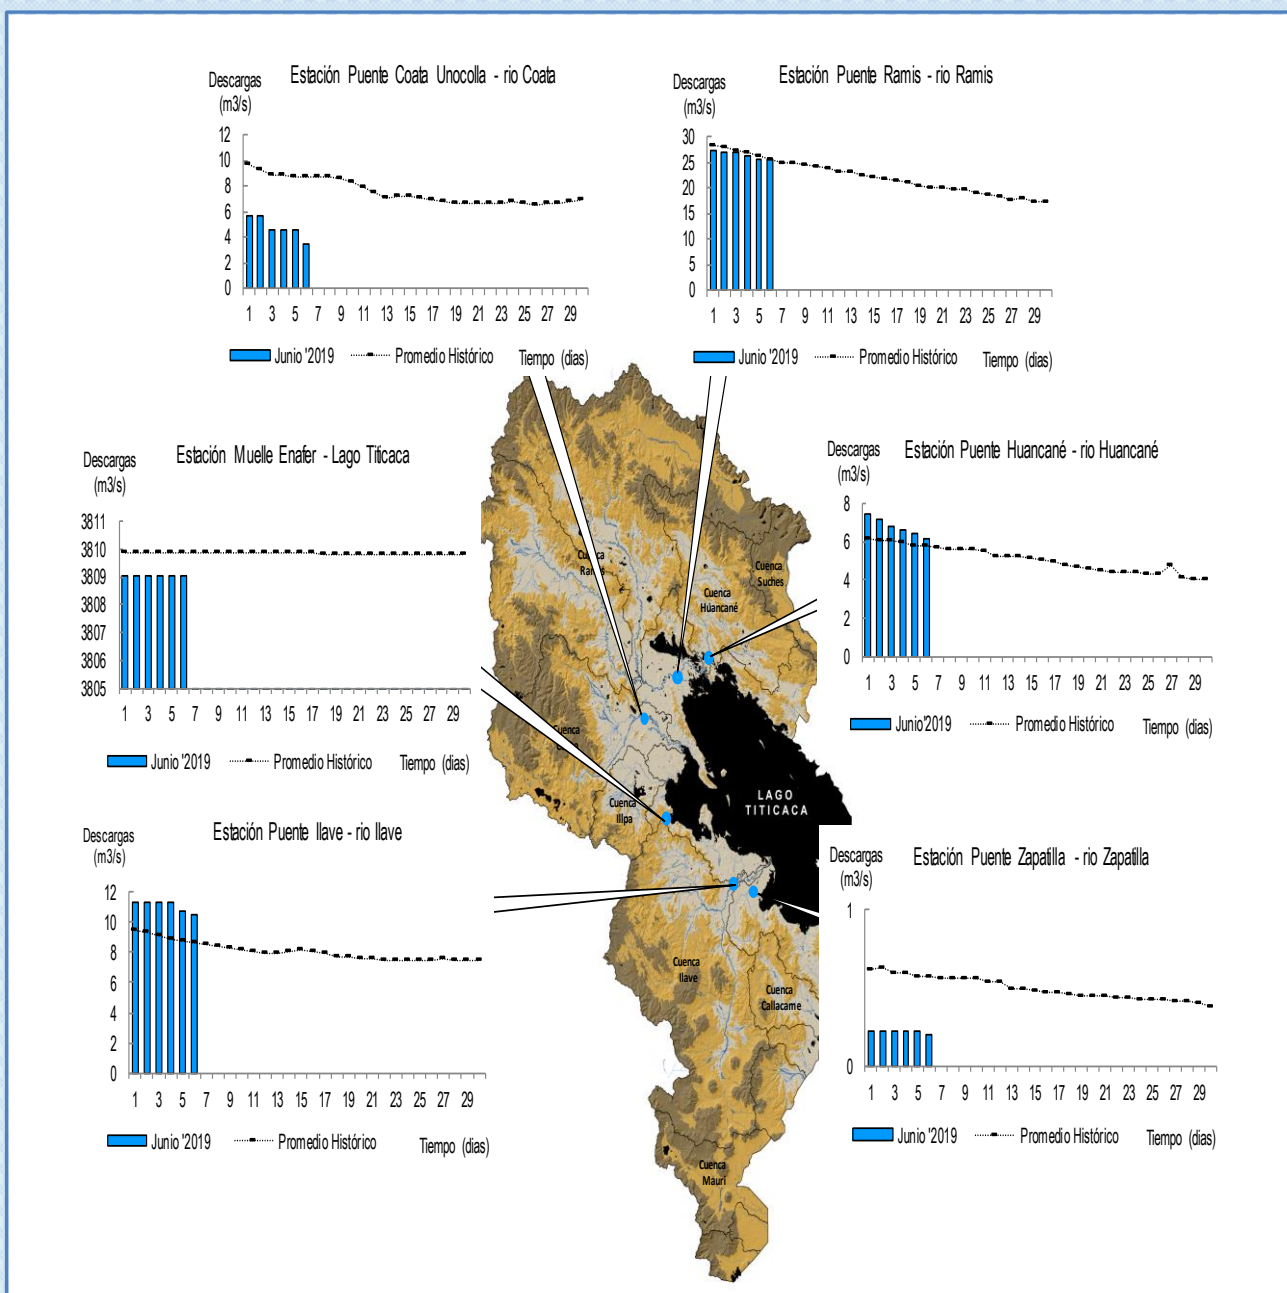 Estación Puente Coata Unocolla - rio Coata
Descargas
(m3/s)
12
10
8
6
4
2
0
1 3 5 7 9 11 13 15 17 19 21 23 25 27 29
Junio '2019 Promedio Histórico Tiempo (dias)
Estación Puente Ramis - rio Ramis
Descargas
(m3/s)
30
25
20
15
10
5
0
1 3 5 7 9 11 13 15 17 19 21 23 25 27 29
Junio '2019 Promedio Histórico Tiempo (dias)
Estación Muelle Enafer - Lago Titicaca
Descargas
(m3/s)
3811
3810
3809
3808
3807
3806
3805
1 3 5 7 9 11 13 15 17 19 21 23 25 27 29
Junio '2019 Promedio Histórico Tiempo (dias)
Estación Puente Huancané - rio Huancané
Descargas
(m3/s)
8
6
4
2
0
1 3 5 7 9 11 13 15 17 19 21 23 25 27 29
Junio'2019 Promedio Histórico Tiempo (dias)
Cuenca
Cuenca
Suches
Cuenca
Huancané
Cuenca
Cuenca
Illpa
LAGO
TITICACA
Cuenca
Ilave
Cuenca
Callacame
Cuenca
Mauri
Estación Puente Ilave - rio Ilave
Descargas
(m3/s)
12
10
8
6
4
2
0
1 3 5 7 9 11 13 15 17 19 21 23 25 27 29
Junio '2019 Promedio Histórico Tiempo (dias)
Estación Puente Zapatilla - rio Zapatilla
Descargas
(m3/s)
1
0
1 3 5 7 9 11 13 15 17 19 21 23 25 27 29
Junio '2019 Promedio Histórico Tiempo (dias)